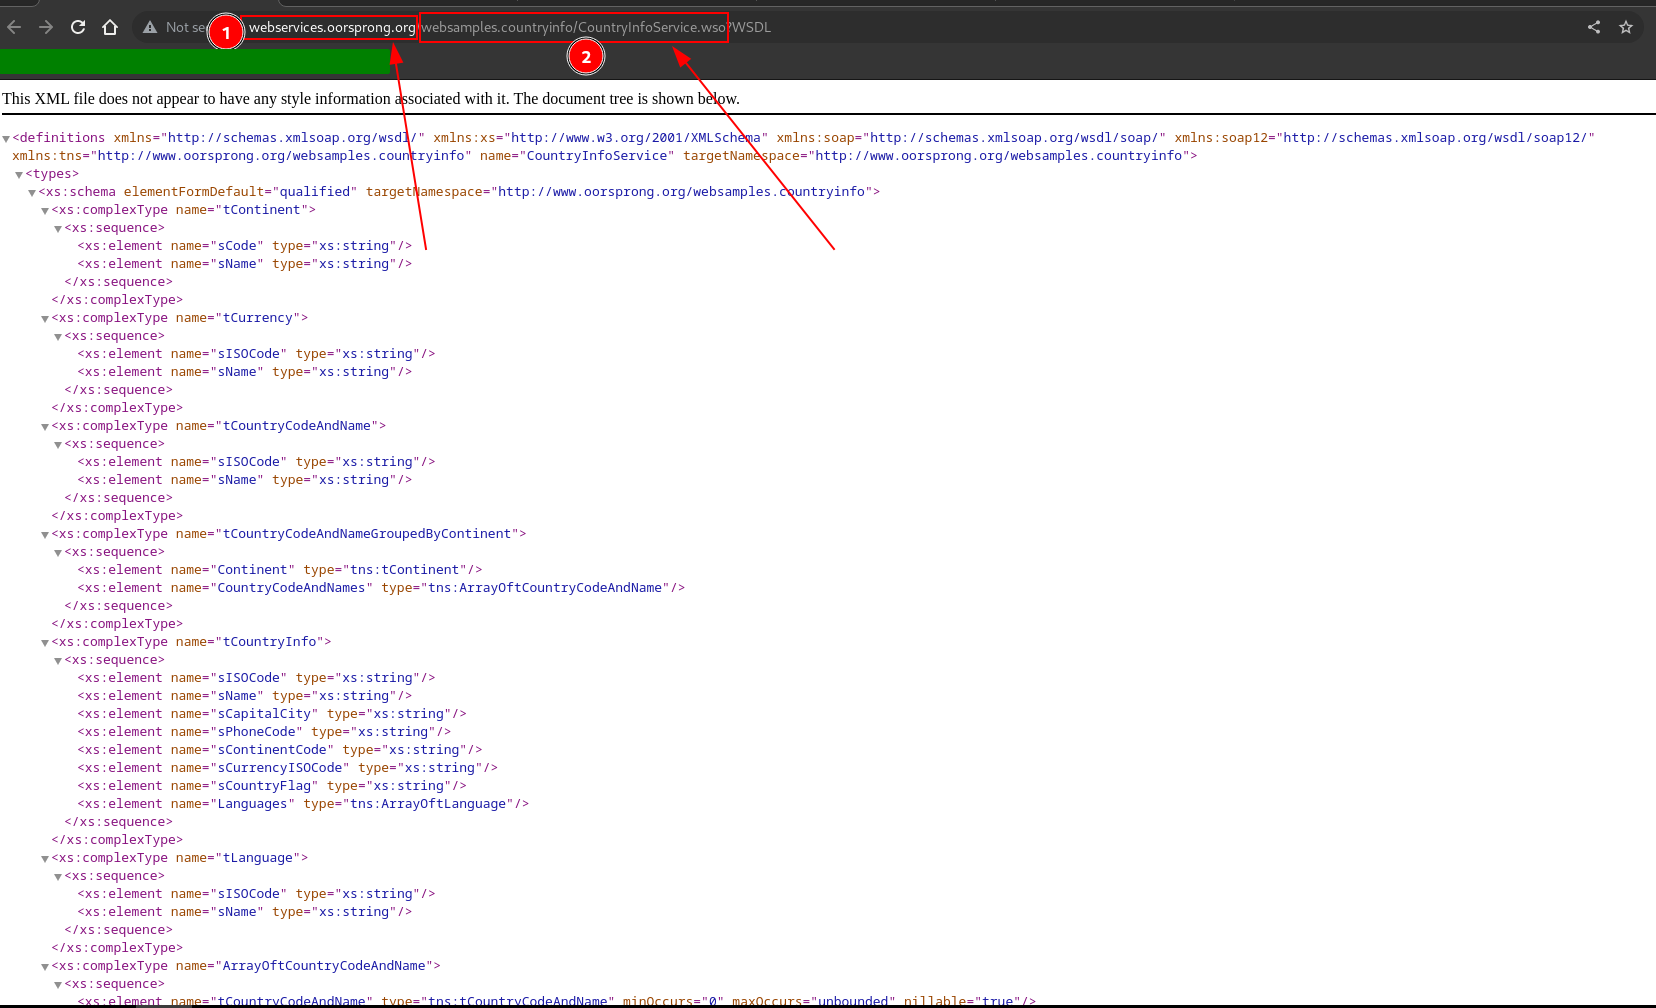 Not se 1 webservices.oorsprong.org/websamples.countryinfo/CountryInfoService.wso?WSDL
2
This XML file does not appear to have any style information associated with it. The document tree is shown below.
<definitions xmlns="http://schemas.xmlsoap.org/wsdl/" xmlns:xs="http://www.w3.org/2001/XMLSchema" xmlns:soap="http://schemas.xmlsoap.org/wsdl/soap/" xmlns:soap12="http://schemas.xmlsoap.org/wsdl/soap12/"
xmlns:tns="http://www.oorsprong.org/websamples.countryinfo" name="CountryInfoService" targetNamespace="http://www.oorsprong.org/websamples.countryinfo">
<types>
<xs:schema elementFormDefault="qualified" targetNamespace="http://www.oorsprong.org/websamples.countryinfo">
<xs:complexType name="tContinent">
<xs:sequence>
<xs:element name="sCode" type="xs:string"/>
<xs:element name="sName" type="xs:string"/>
</xs:sequence>
</xs:complexType>
<xs:complexType name="tCurrency">
<xs:sequence>
<xs:element name="sISOCode" type="xs:string"/>
<xs:element name="sName" type="xs:string"/>
</xs:sequence>
</xs:complexType>
<xs:complexType name="tCountryCodeAndName">
<xs:sequence>
<xs:element name="sISOCode" type="xs:string"/>
<xs:element name="sName" type="xs:string"/>
</xs:sequence>
</xs:complexType>
<xs:complexType name="tCountryCodeAndNameGroupedByContinent">
<xs:sequence>
<xs:element name="Continent" type="tns:tContinent"/>
<xs:element name="CountryCodeAndNames" type="tns:ArrayOftCountryCodeAndName"/>
</xs:sequence>
</xs:complexType>
<xs:complexType name="tCountryInfo">
<xs:sequence>
<xs:element name="sISOCode" type="xs:string"/>
<xs:element name="sName" type="xs:string"/>
<xs:element name="sCapitalCity" type="xs:string"/>
<xs:element name="sPhoneCode" type="xs:string"/>
<xs:element name="sContinentCode" type="xs:string"/>
<xs:element name="sCurrencyISOCode" type="xs:string"/>
<xs:element name="sCountryFlag" type="xs:string"/>
<xs:element name="Languages" type="tns:ArrayOftLanguage"/>
</xs:sequence>
</xs:complexType>
<xs:complexType name="tLanguage">
<xs:sequence>
<xs:element name="sISOCode" type="xs:string"/>
<xs:element name="sName" type="xs:string"/>
</xs:sequence>
</xs:complexType>
<xs:complexType name="ArrayOftCountryCodeAndName">
<xs:sequence>
<xs:element name="tCountryCodeAndName" type="tns:tCountryCodeAndName" minOccurs="0" maxOccurs="unbounded" nillable="true"/>